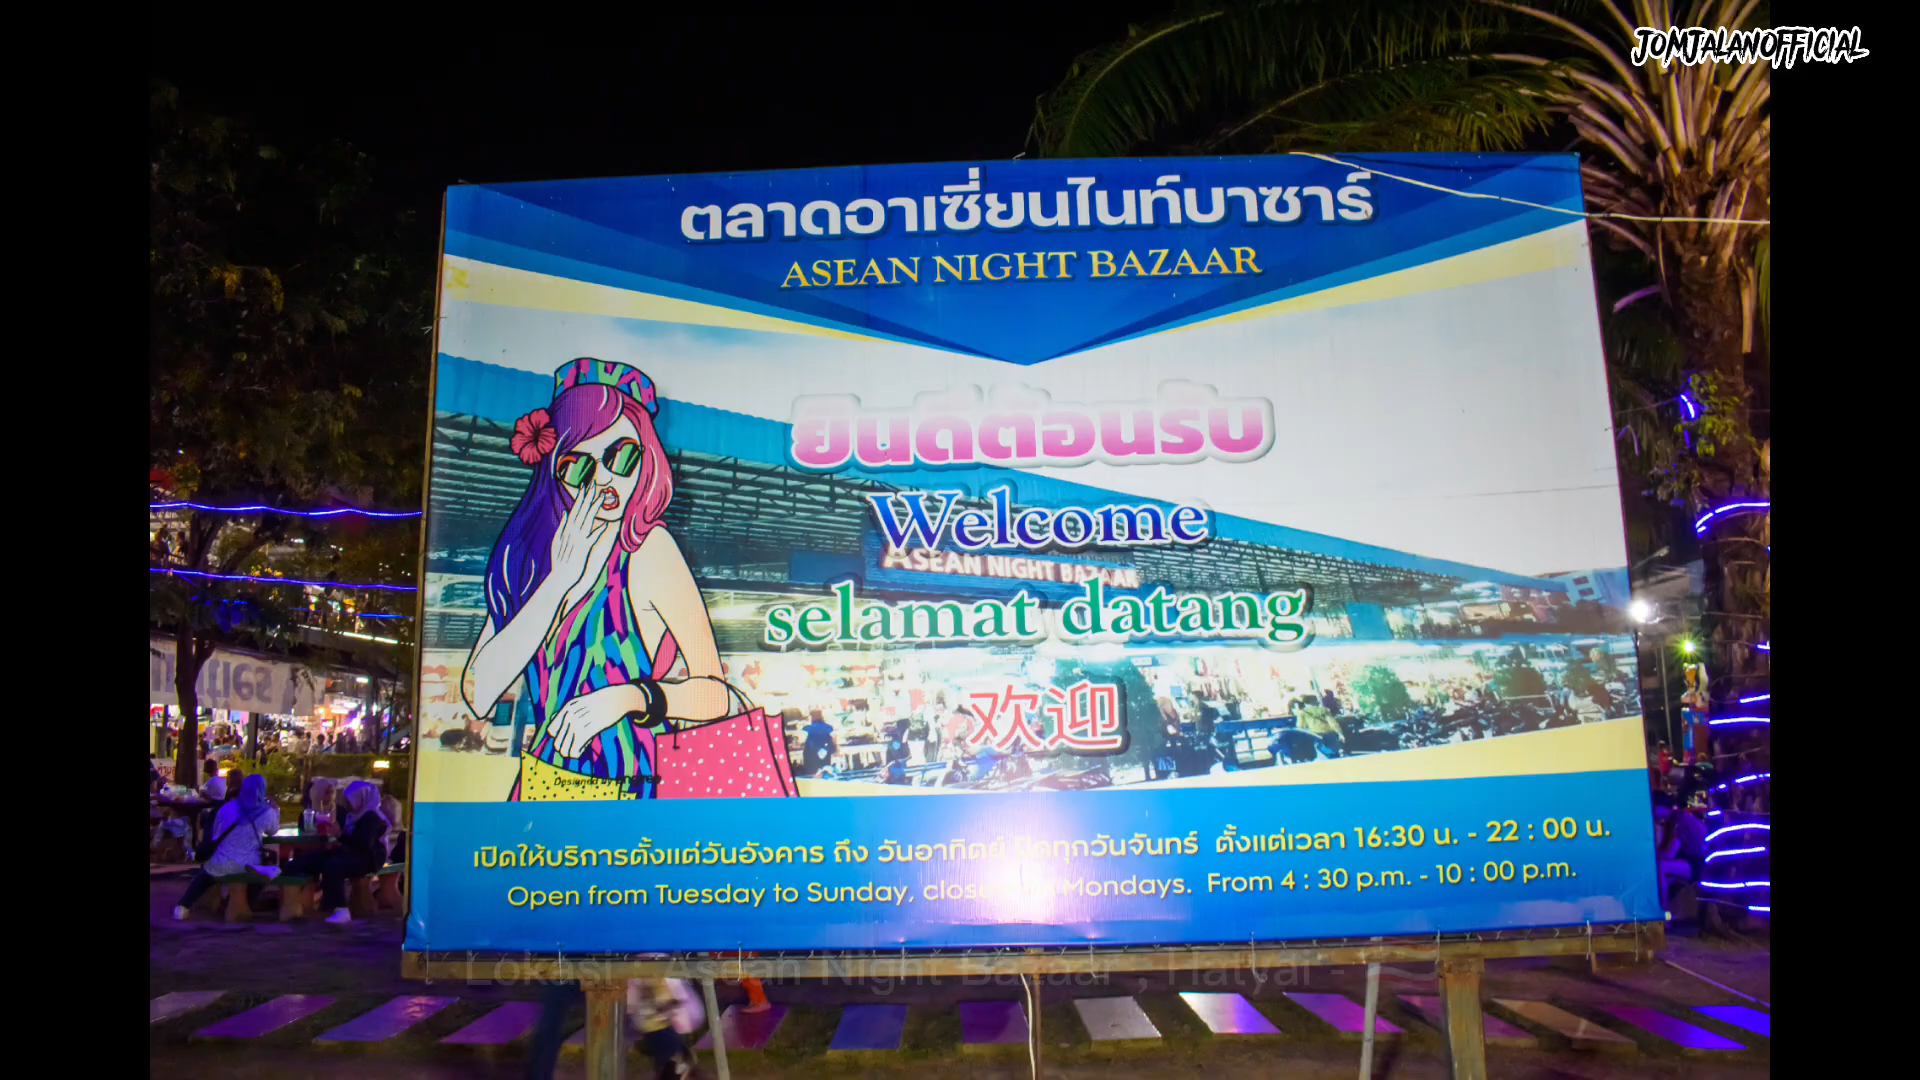 JOMJALANOFFICIAL
ตลาดอาเซี่ยนไนท์บาซาร์
ASEAN NIGHT BAZAAR
ยินดีต้อนรับ
Welcome
ASEAN NIGHT BAZAAR
selamat datang
欢迎
Designed by
เปิดให้บริการตั้งแต่วันอังคาร ถึง วันอาทิตย์ ปิดทุกวันจันทร์ ตั้งแต่เวลา 16:30 น. - 22 : 00 น.
Open from Tuesday to Sunday, Mondays. From 4 : 30 p.m. - 10 : 00 p.m.
Lokasi : Asean Night Bazaar , Hatyai -